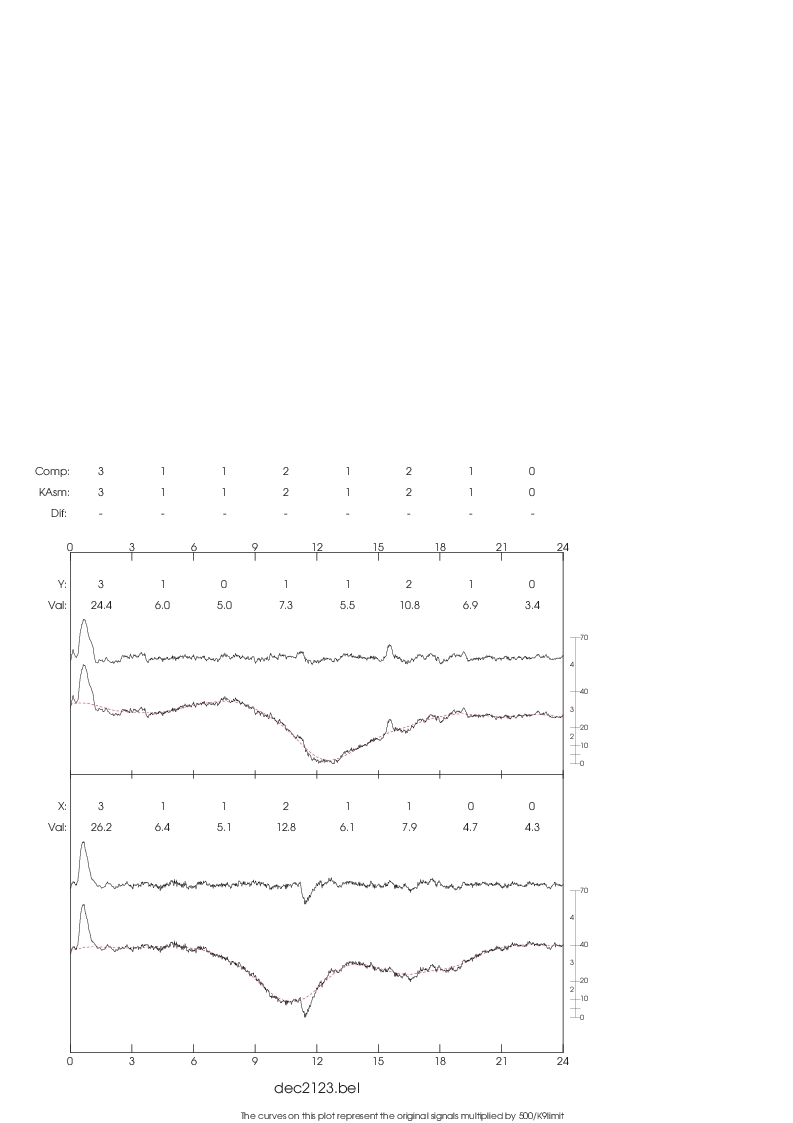 Comp: 3 1 1 2 1 2 1 0
KAsm: 3 1 1 2 1 2 1 0
Dif: - - - - - - - -
0 3 6 9 12 15 18 21 24
Y: 3 1 0 1 1 2 1 0
Val: 24.4 6.0 5.0 7.3 5.5 10.8 6.9 3.4
70
4
40
3
20
2
10
0
X: 3 1 1 2 1 1 0 0
Val: 26.2 6.4 5.1 12.8 6.1 7.9 4.7 4.3
70
4
40
3
20
2
10
0
0 3 6 9 12 15 18 21 24
dec2123.bel
The curves on this plot represent the original signals multiplied by 500/K9limit